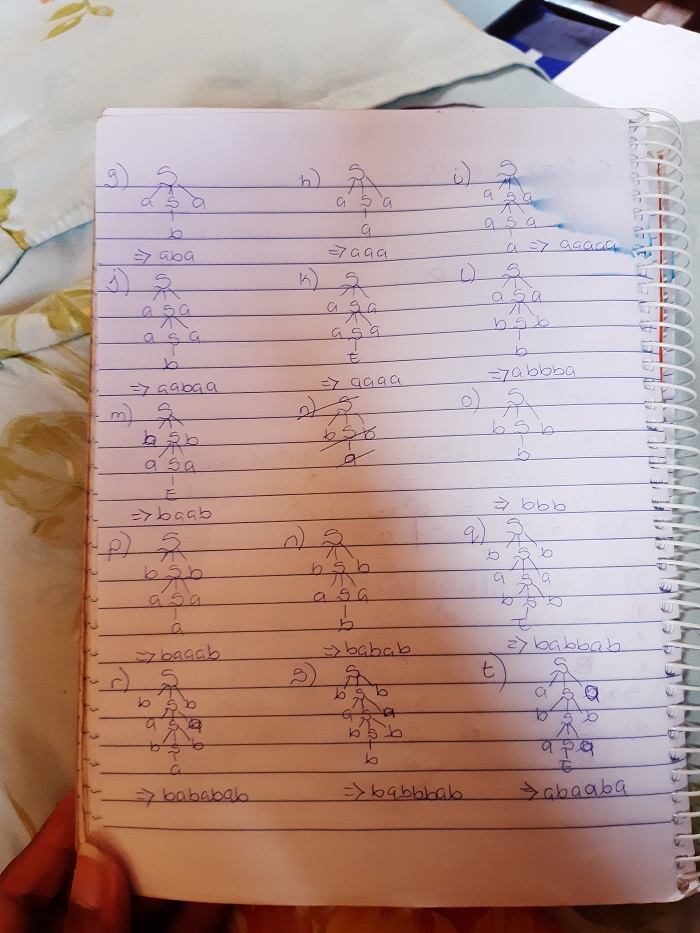 g) S h) S i) S
a S a a S a a S a
b a a S a
⇒ aba ⇒ aaa a ⇒ aaaaa
j) S k) S l) S
a S a a S a a S a
a S a a S a b S b
b ε b
⇒ aabaa ⇒ aaaa ⇒ abbba
m) S n) S o) S
b S b b S b b S b
a S a a b
ε
⇒ baab ⇒ bbb
p) S n) S q) S
b S b b S b b S b
a S a a S a a S a
a b b S b
ε
⇒ baaab ⇒ babab ⇒ babbab
r) S s) S t) S
b S b b S b a S a
a S a a S a b S b
b S b b S b a S a
a b ε
⇒ bababab ⇒ babbbab ⇒ abaaba